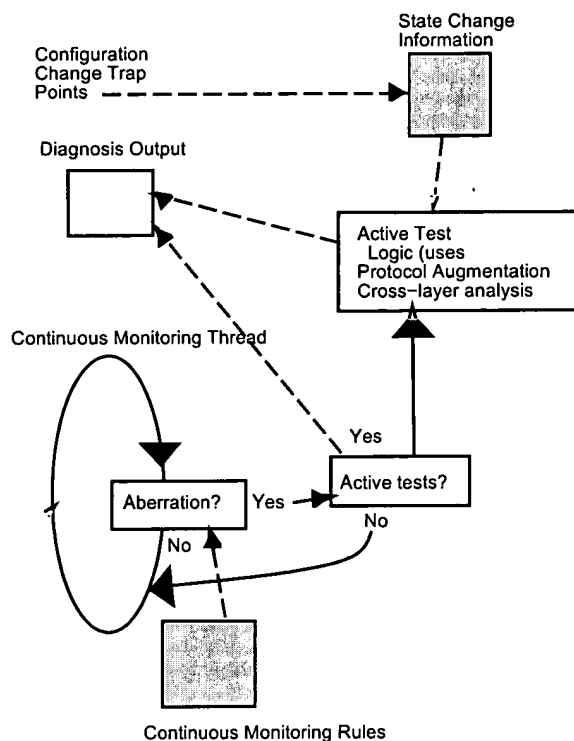 State Change
Information
Configuration
Change Trap
Points
Diagnosis Output
Active Test
Logic (uses
Protocol Augmentation
Cross-layer analysis
Continuous Monitoring Thread
Yes
Active tests?
Aberration?
Yes
No
No
Continuous Monitoring Rules